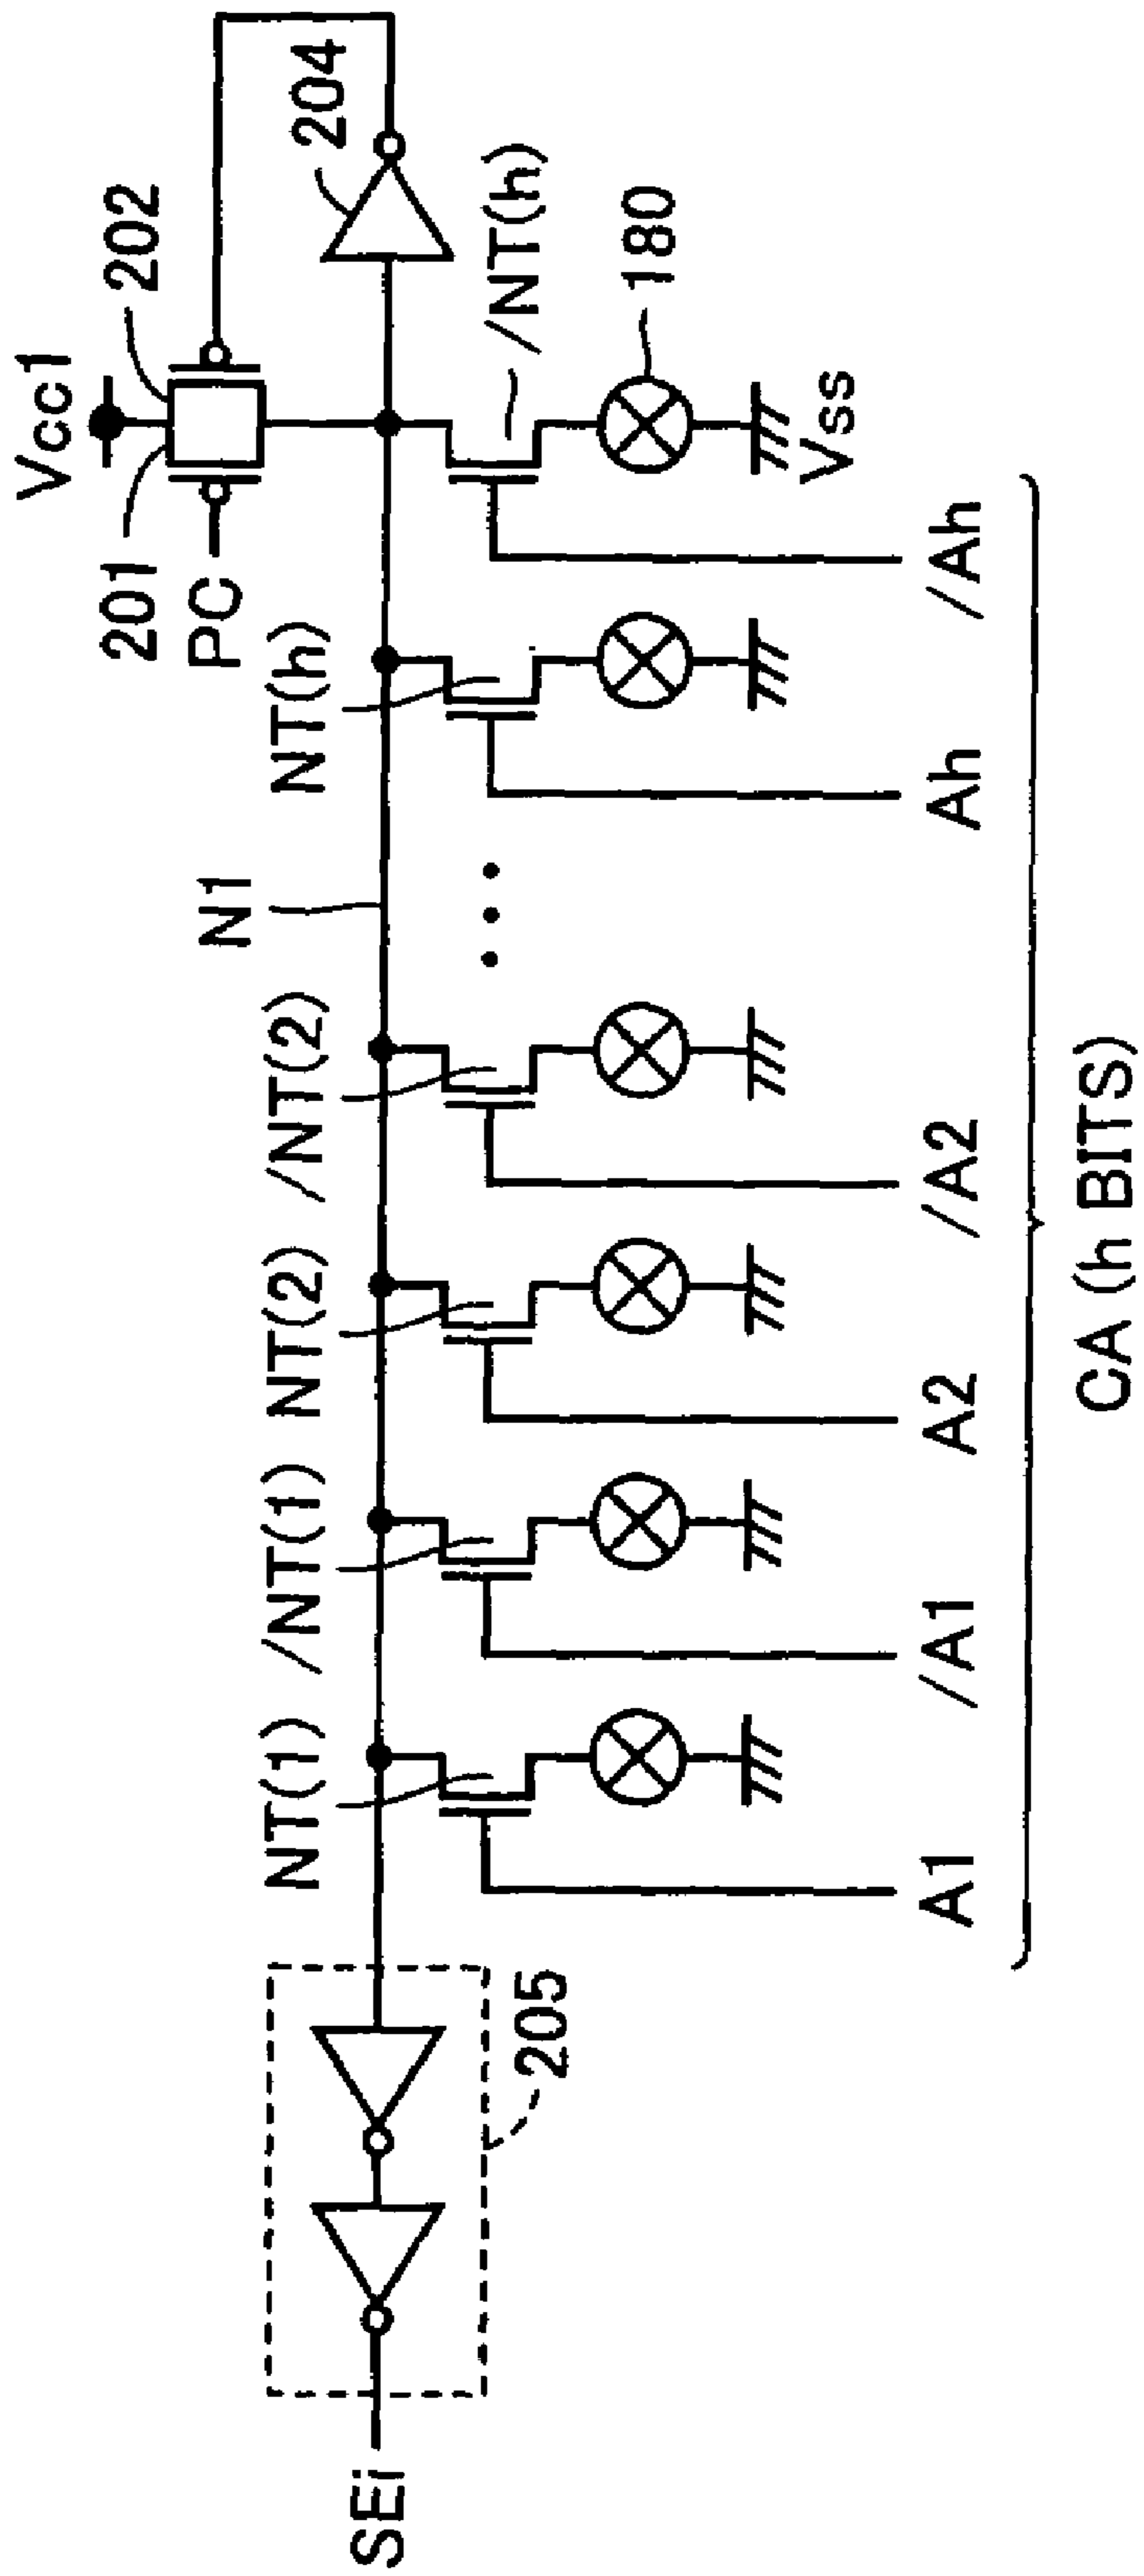 Vcc1
201
202
PC
204
N1
NT(1)
/NT(1)
NT(2)
/NT(2)
NT(h)
/NT(h)
180
Vss
SEi
205
A1
/A1
A2
/A2
Ah
/Ah
CA (h BITS)